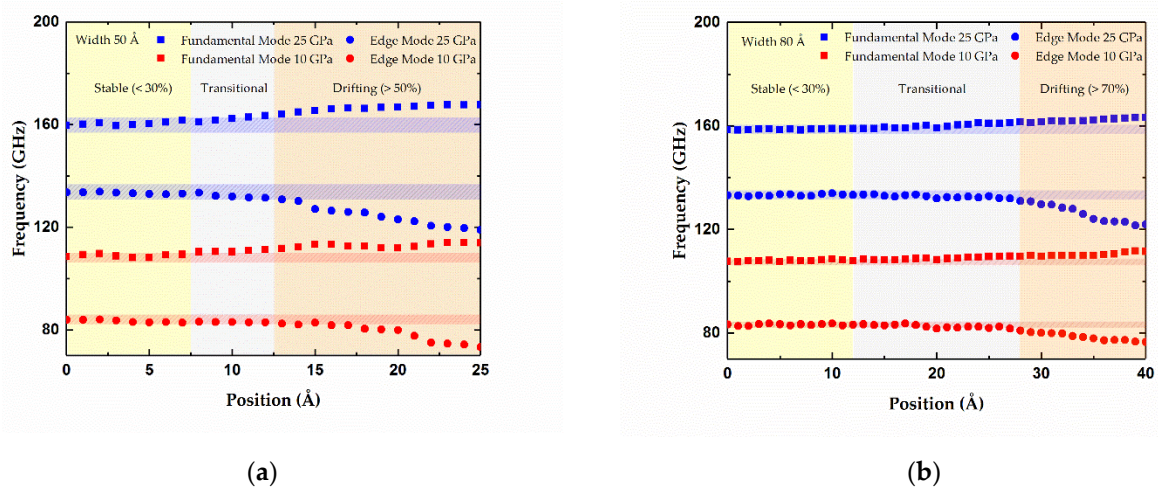 Width 50 Å
Fundamental Mode 25 GPa
Edge Mode 25 GPa
Fundamental Mode 10 GPa
Edge Mode 10 GPa
Stable (< 30%)
Transitional
Drifting (> 50%)
200
160
120
80
Frequency (GHz)
0
5
10
15
20
25
Position (Å)
(a)
Width 80 Å
Fundamental Mode 25 GPa
Edge Mode 25 GPa
Fundamental Mode 10 GPa
Edge Mode 10 GPa
Stable (<30%)
Transitional
Drifting (> 70%)
200
160
120
80
Frequency (GHz)
0
10
20
30
40
Position (Å)
(b)